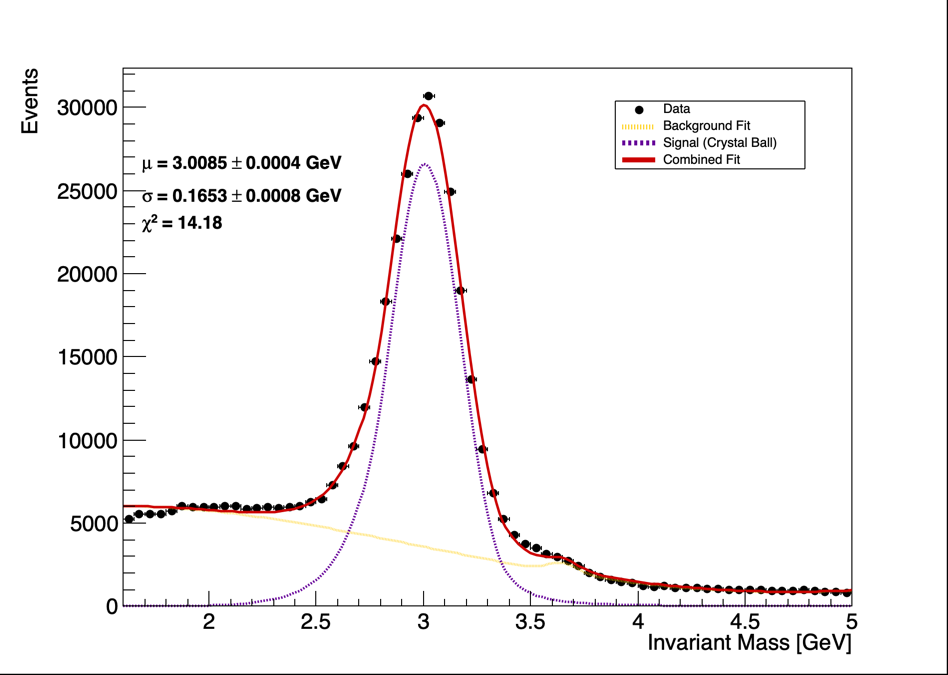 Events
30000
25000
20000
15000
10000
5000
0
μ = 3.0085 ± 0.0004 GeV
σ = 0.1653 ± 0.0008 GeV
χ² = 14.18
Data
Background Fit
Signal (Crystal Ball)
Combined Fit
2 2.5 3 3.5 4 4.5 5
Invariant Mass [GeV]